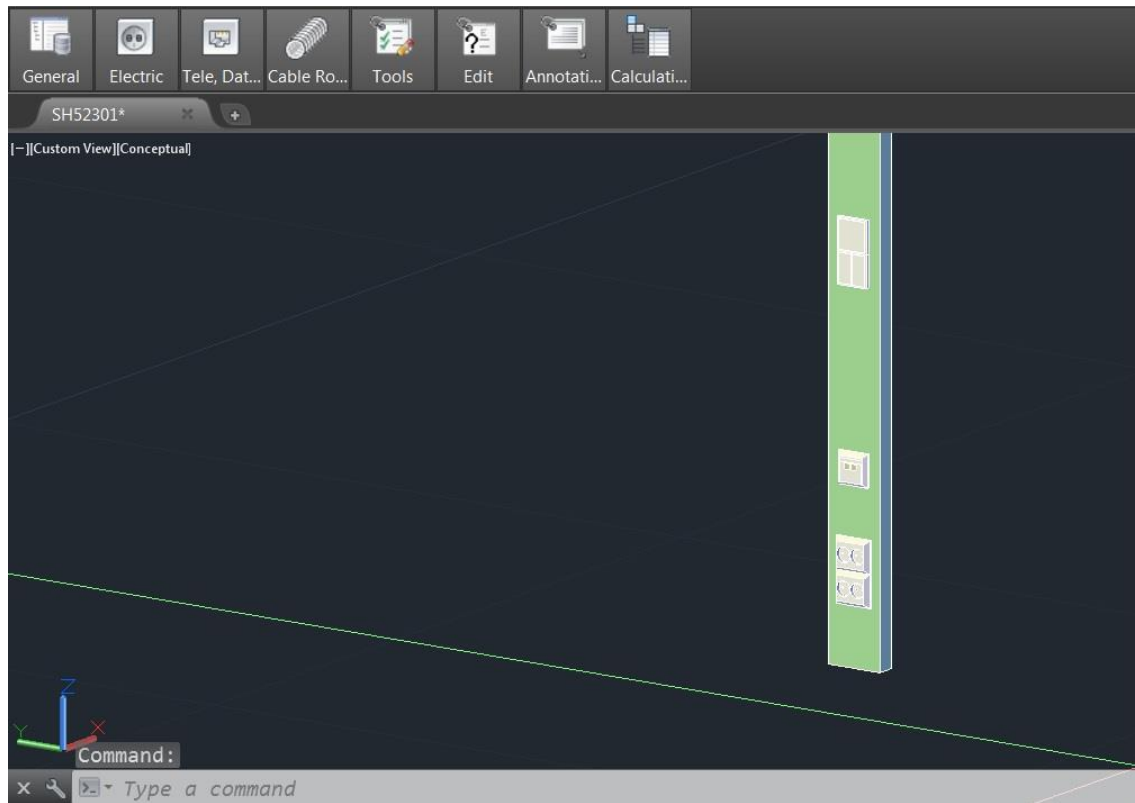 General Electric Tele, Dat... Cable Ro... Tools Edit Annotati... Calculati...
SH52301*
[−][Custom View][Conceptual]
Z
Y X
Command:
Type a command